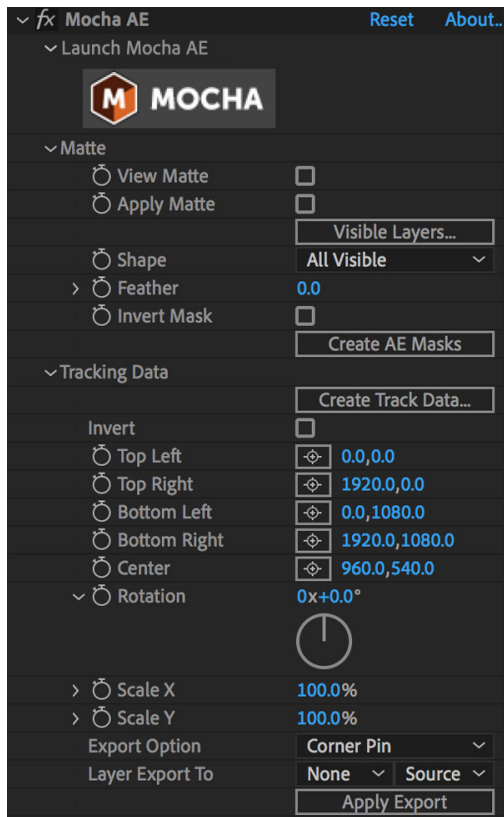 fx Mocha AE Reset About..
Launch Mocha AE
M MOCHA
Matte
View Matte
Apply Matte
Visible Layers...
Shape All Visible
Feather 0.0
Invert Mask
Create AE Masks
Tracking Data
Create Track Data...
Invert
Top Left 0.0,0.0
Top Right 1920.0,0.0
Bottom Left 0.0,1080.0
Bottom Right 1920.0,1080.0
Center 960.0,540.0
Rotation 0x+0.0°
Scale X 100.0%
Scale Y 100.0%
Export Option Corner Pin
Layer Export To None Source
Apply Export